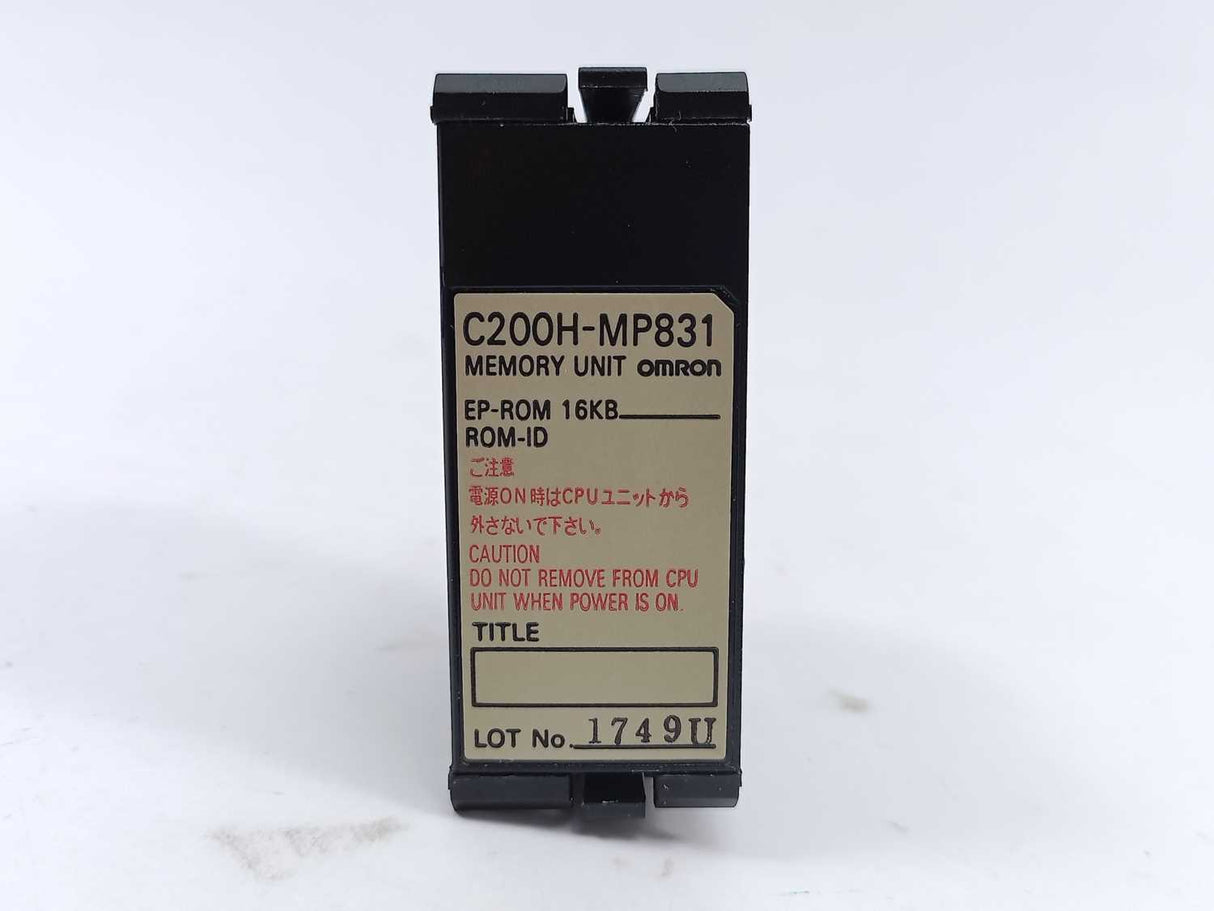 C200H-MP831
MEMORY UNIT OMRON
EP-ROM 16KB
ROM-ID
ご注意
電源ON時はCPUユニットから
外さないで下さい。
CAUTION
DO NOT REMOVE FROM CPU
UNIT WHEN POWER IS ON.
TITLE
LOT No. 1749U